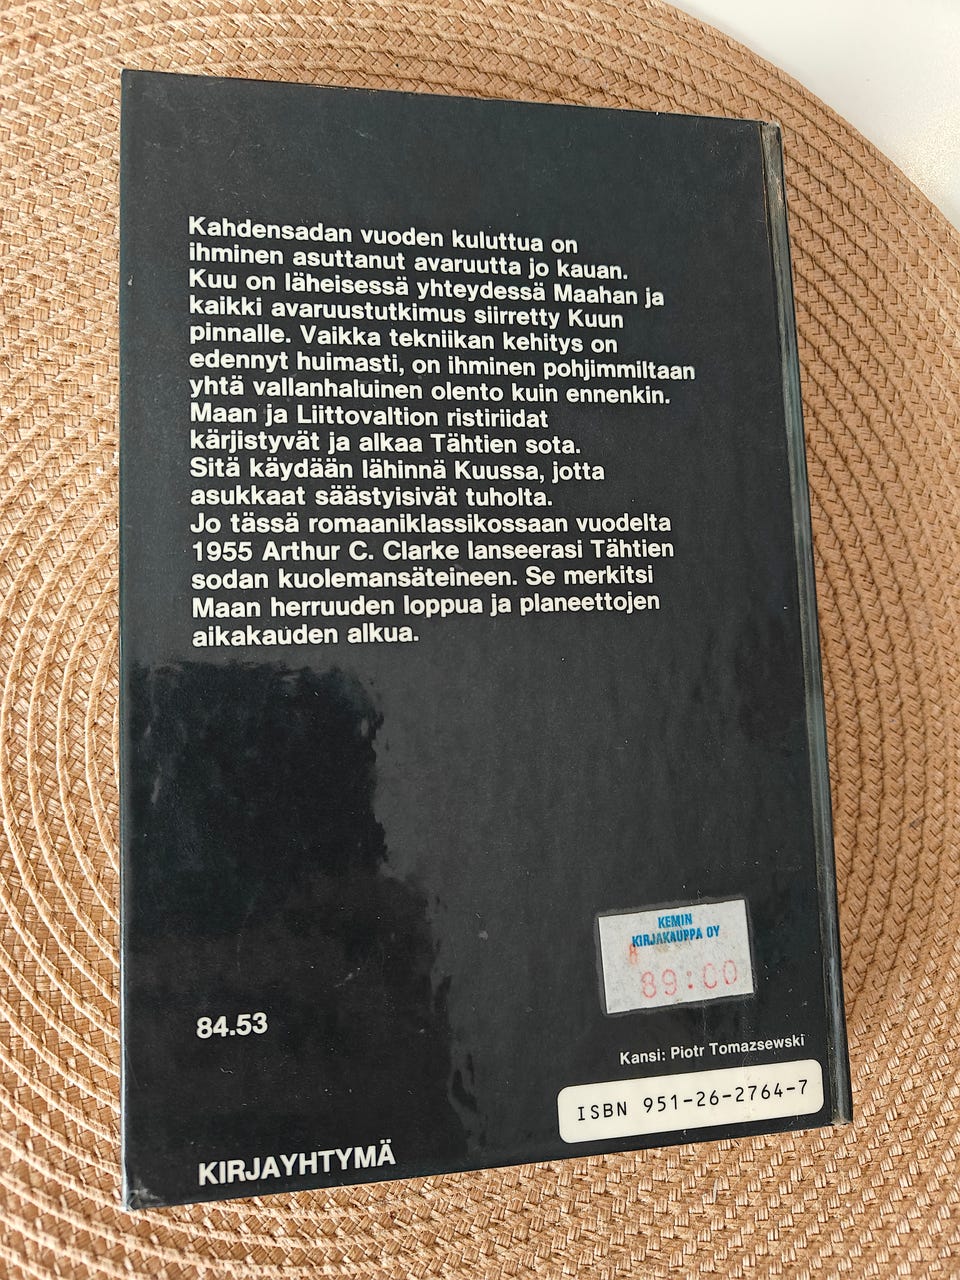 Kahdensadan vuoden kuluttua on
ihminen asuttanut avaruutta jo kauan.
Kuu on läheisessä yhteydessä Maahan ja
kaikki avaruustutkimus siirretty Kuun
pinnalle. Vaikka tekniikan kehitys on
edennyt huimasti, on ihminen pohjimmiltaan
yhtä vallanhaluinen olento kuin ennenkin.
Maan ja Liittovaltion ristiriidat
kärjistyvät ja alkaa Tähtien sota.
Sitä käydään lähinnä Kuussa, jotta
asukkaat säästyisivät tuholta.
Jo tässä romaaniklassikossaan vuodelta
1955 Arthur C. Clarke lanseerasi Tähtien
sodan kuolemansäteineen. Se merkitsi
Maan herruuden loppua ja planeettojen
aikakauden alkua.
KEMIN
KIRJAKAUPPA OY
89:00
84.53
Kansi: Piotr Tomazsewski
ISBN 951-26-2764-7
KIRJAYHTYMÄ